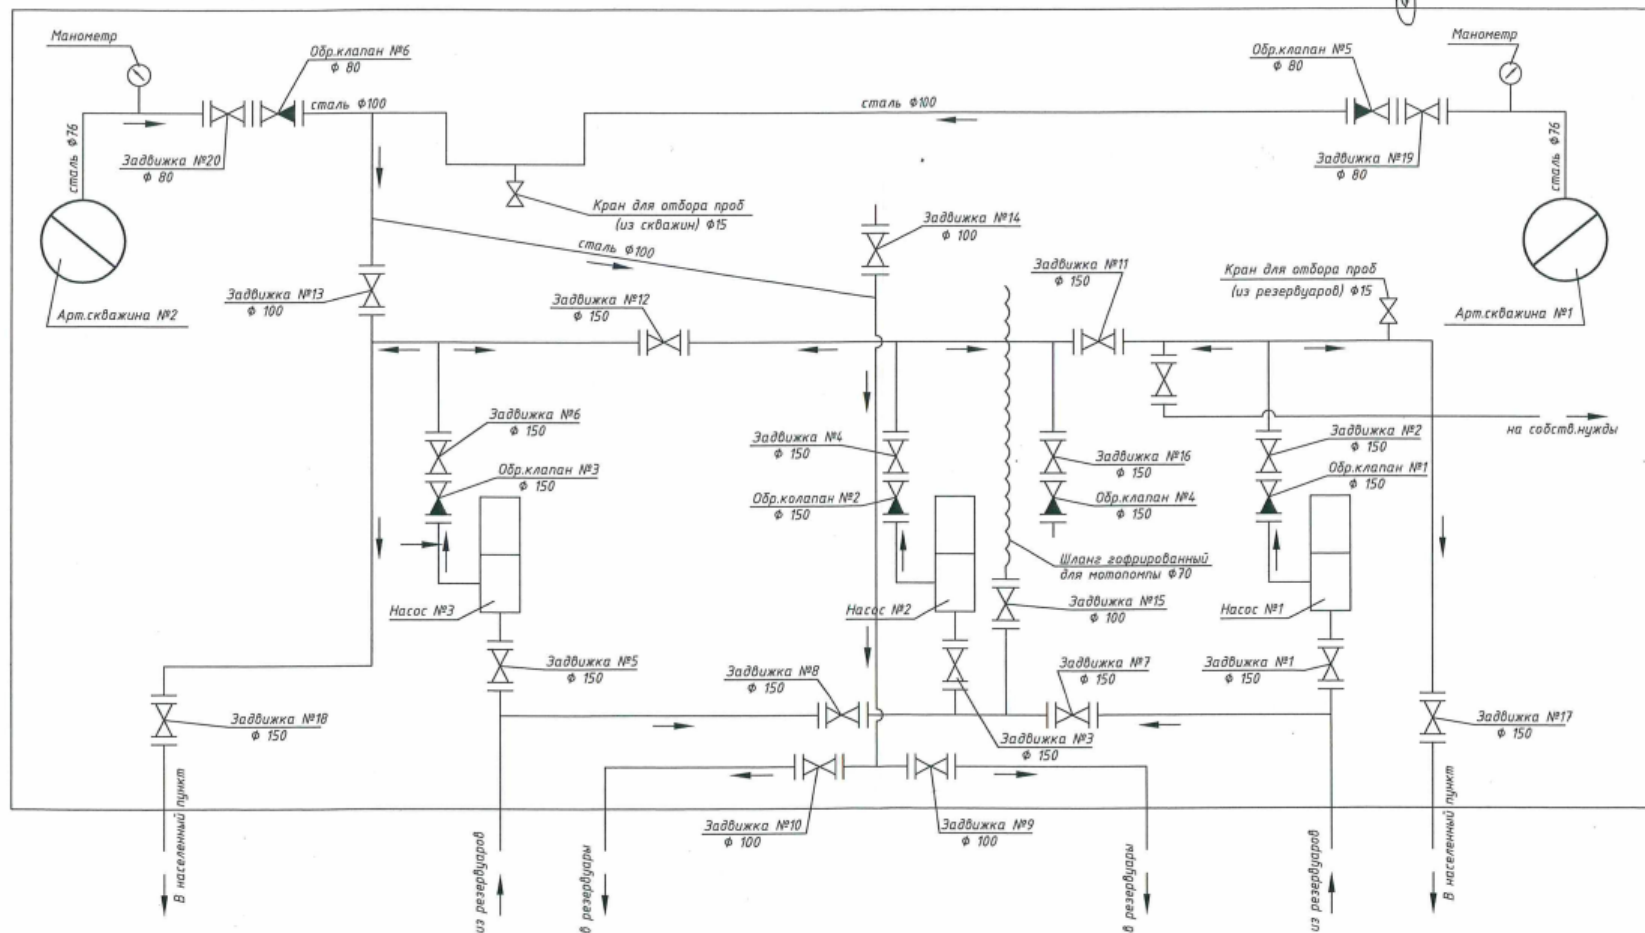 Манометр
Обр.клапан №6
ф 80
сталь ф100
сталь ф100
Обр.клапан №5
ф 80
Манометр
сталь ф76
Задвижка №20
ф 80
Задвижка №19
ф 80
сталь ф76
Кран для отбора проб
(из скважин) ф15
Задвижка №14
ф 100
сталь ф100
Задвижка №13
ф 100
Задвижка №12
ф 150
Задвижка №11
ф 150
Кран для отбора проб
(из резервуаров) ф15
Арт.скважина №2
Арт.скважина №1
Задвижка №6
ф 150
Обр.клапан №3
ф 150
Задвижка №4
ф 150
Обр.колапан №2
ф 150
Задвижка №16
ф 150
Обр.клапан №4
ф 150
Задвижка №2
ф 150
Обр.клапан №1
ф 150
на собств.нужды
Шланг гофрированный
для мотопомпы ф70
Насос №3
Насос №2
Задвижка №15
ф 100
Насос №1
Задвижка №5
ф 150
Задвижка №8
ф 150
Задвижка №7
ф 150
Задвижка №1
ф 150
Задвижка №18
ф 150
Задвижка №3
ф 150
Задвижка №17
ф 150
Задвижка №10
ф 100
Задвижка №9
ф 100
В населенный пункт
из резервуаров
в резервуары
в резервуары
из резервуаров
В населенный пункт